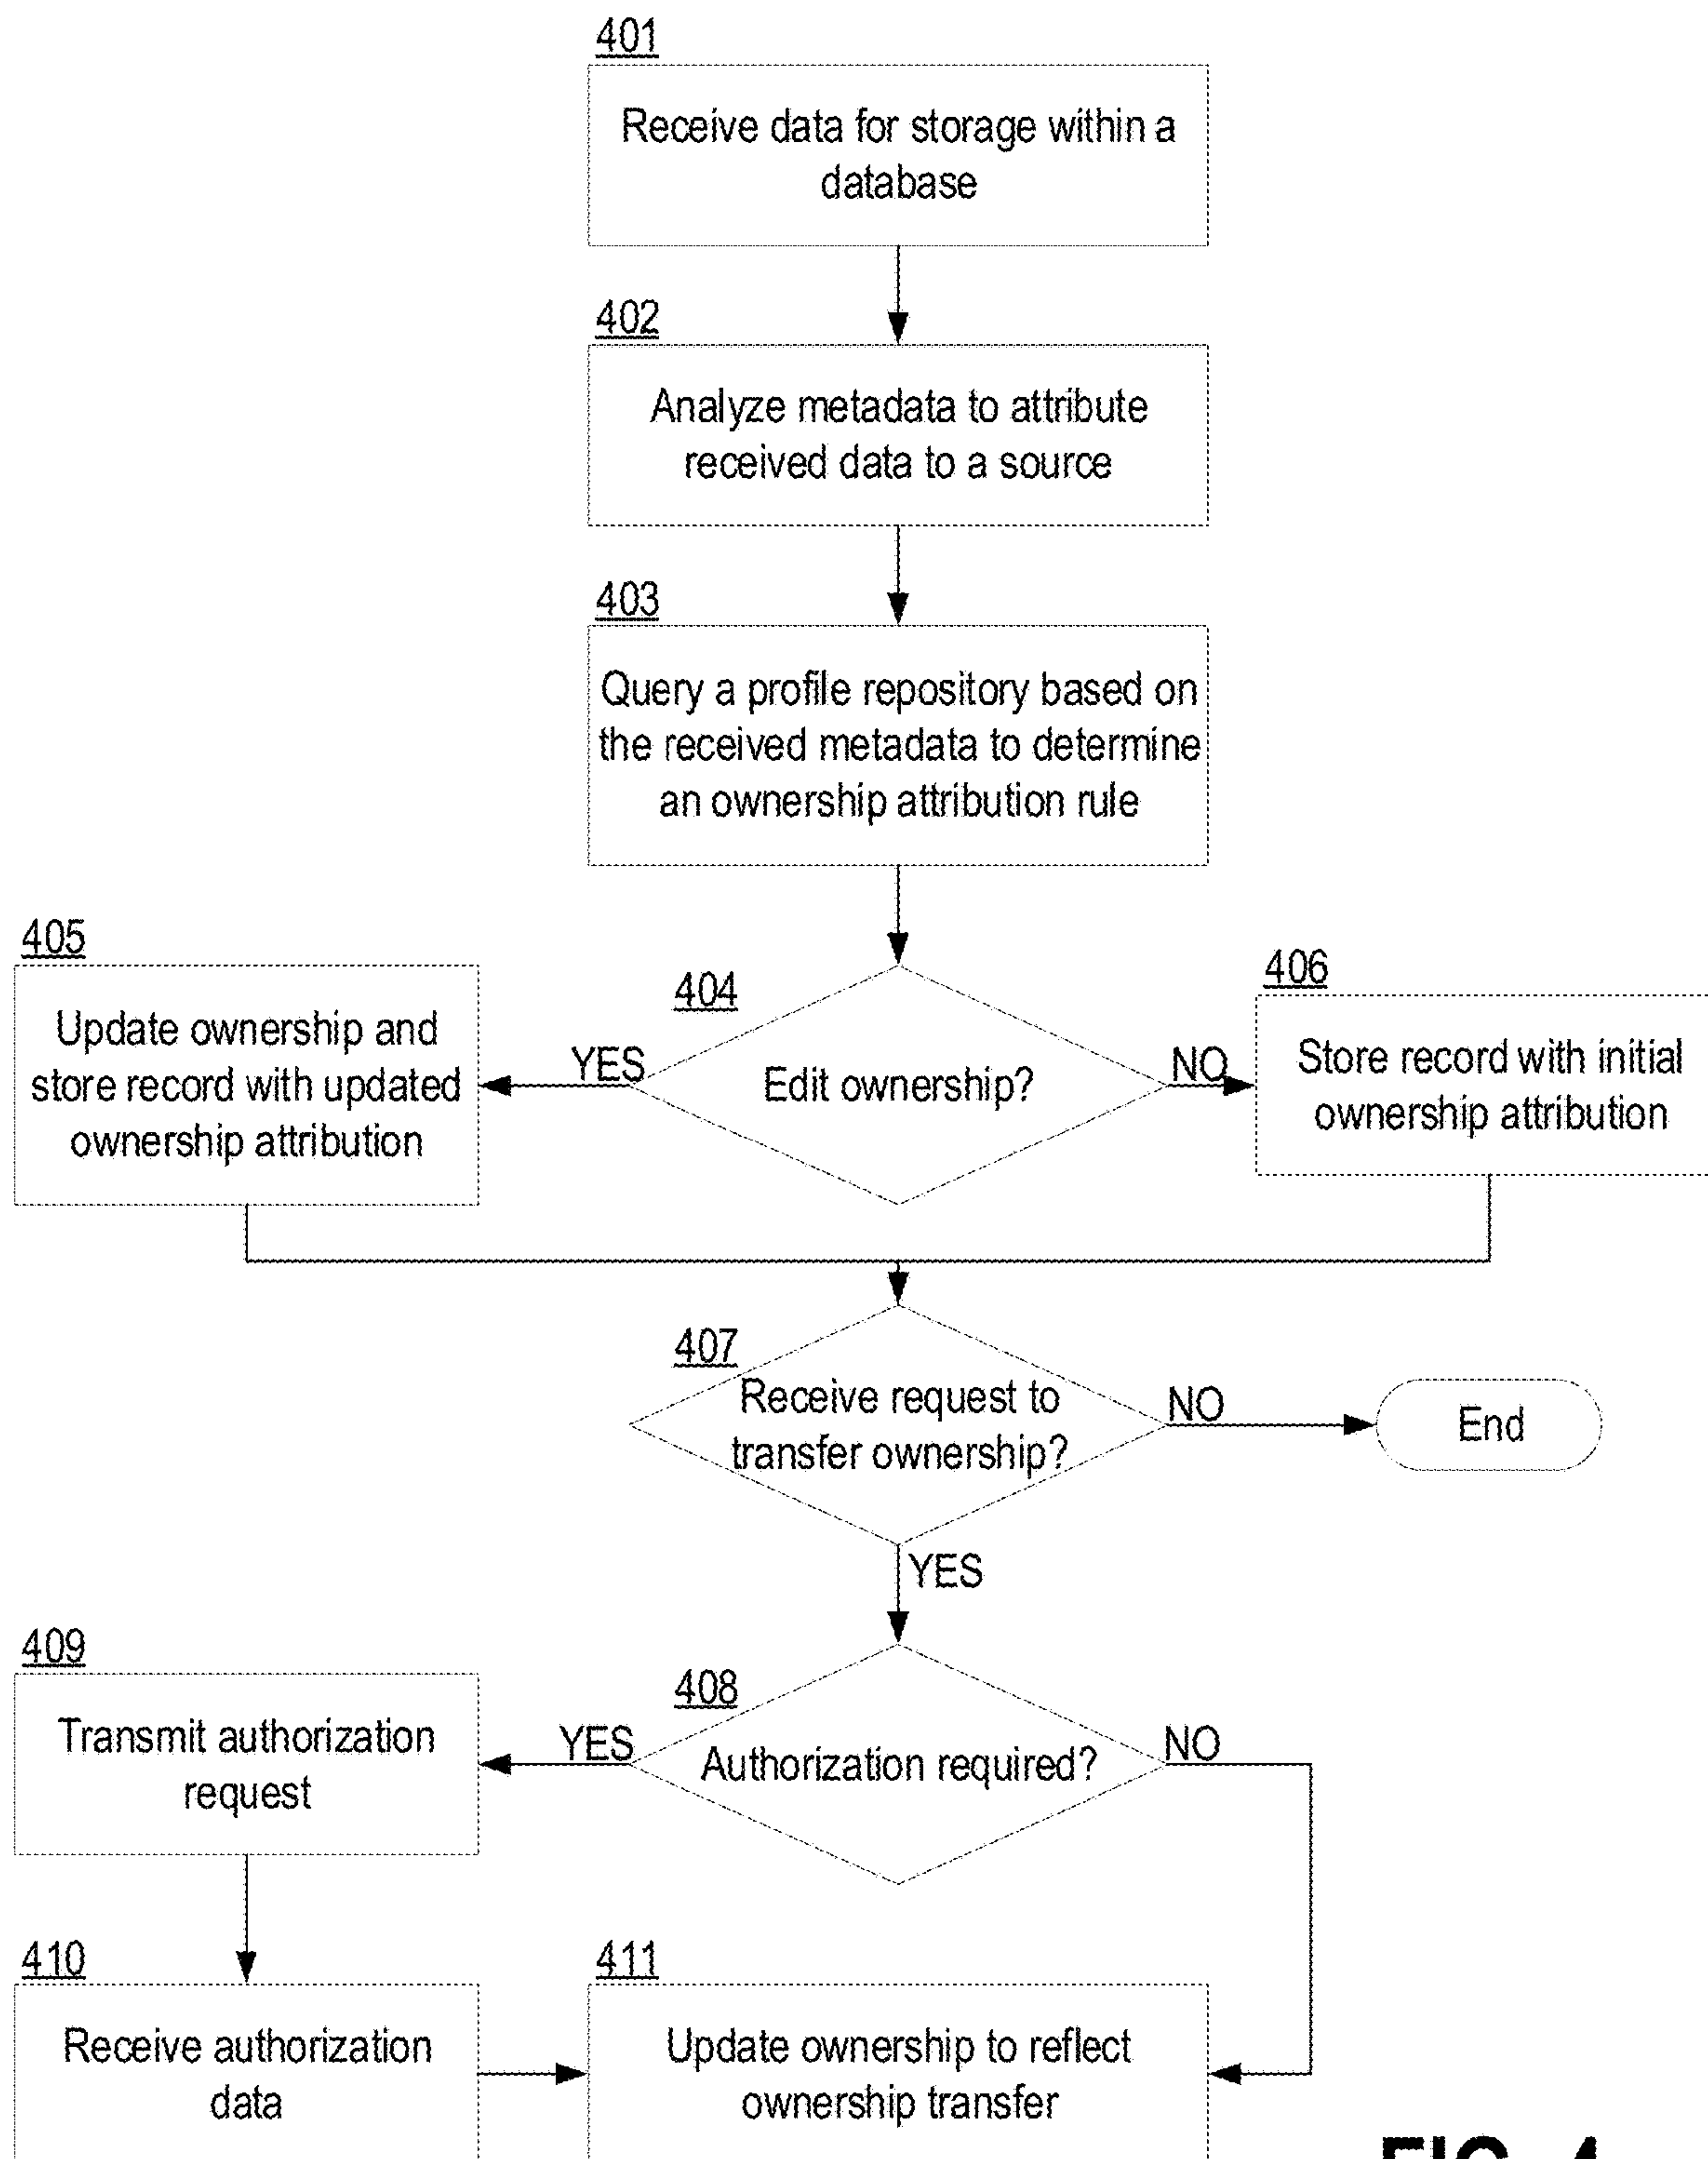 401
Receive data for storage within a
database
402
Analyze metadata to attribute
received data to a source
403
Query a profile repository based on
the received metadata to determine
an ownership attribution rule
405
Update ownership and
store record with updated
ownership attribution
404
YES
Edit ownership?
NO
406
Store record with initial
ownership attribution
407
Receive request to
transfer ownership?
NO
End
YES
409
Transmit authorization
request
408
YES
Authorization required?
NO
410
Receive authorization
data
411
Update ownership to reflect
ownership transfer